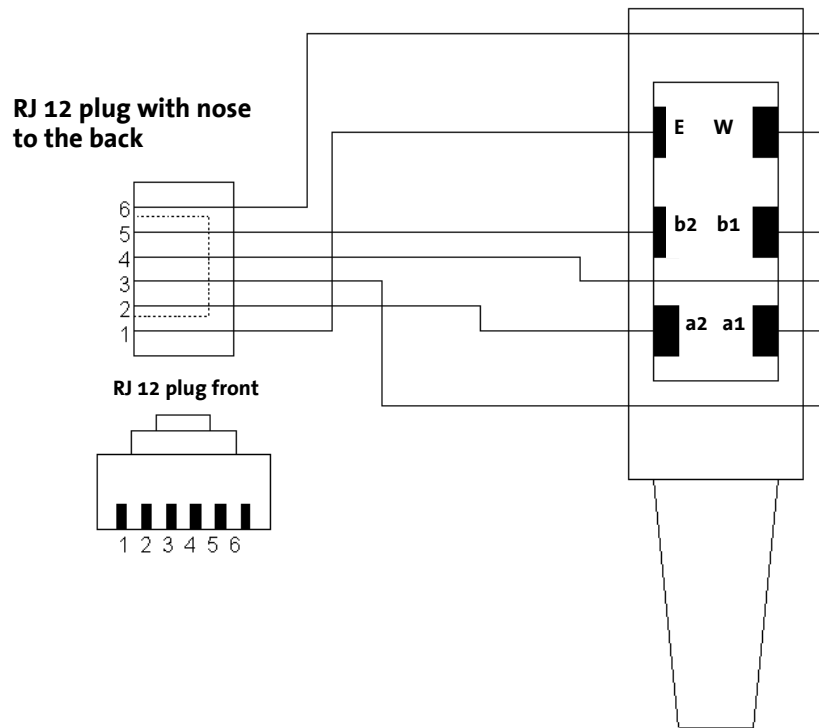 RJ 12 plug with nose
to the back
6
5
4
3
2
1
E W
b2 b1
a2 a1
RJ 12 plug front
1 2 3 4 5 6